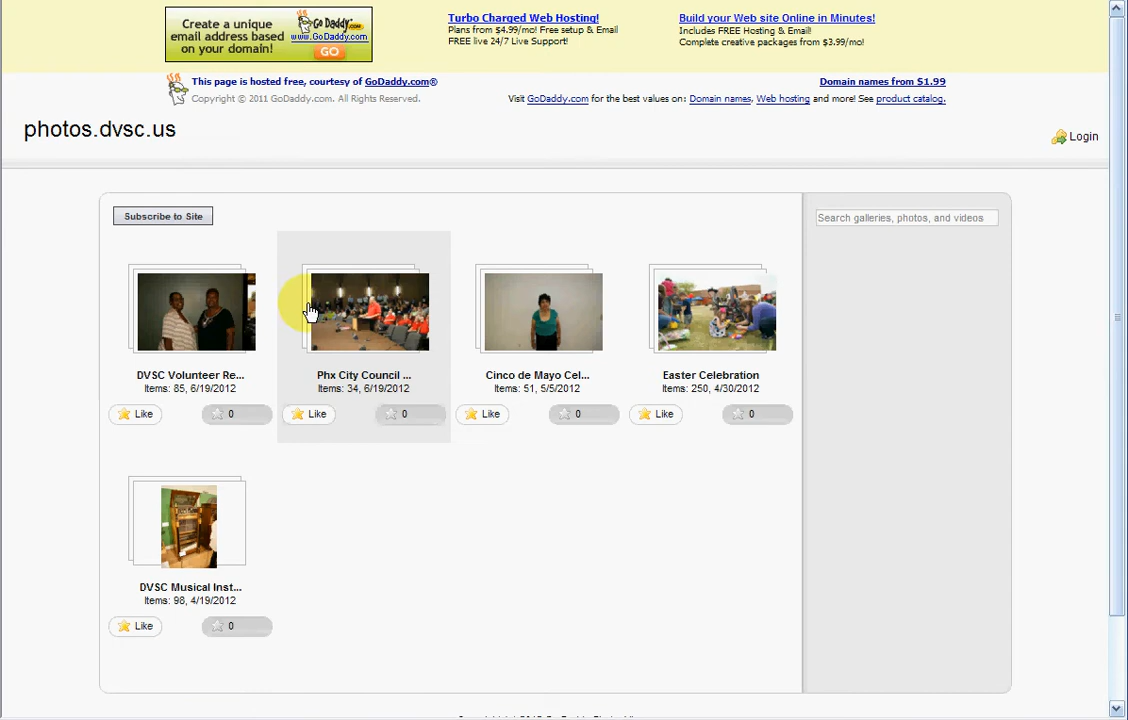 Create a unique
email address based
on your domain!
Go Daddy.com
www.GoDaddy.com
GO
Turbo Charged Web Hosting!
Plans from $4.99/mo! Free setup & Email
FREE live 24/7 Live Support!
Build your Web site Online in Minutes!
Includes FREE Hosting & Email!
Complete creative packages from $3.99/mo!
This page is hosted free, courtesy of GoDaddy.com®
Domain names from $1.99
Copyright © 2011 GoDaddy.com. All Rights Reserved.
Visit GoDaddy.com for the best values on: Domain names, Web hosting and more! See product catalog.
photos.dvsc.us
Login
Subscribe to Site
Search galleries, photos, and videos
DVSC Volunteer Re...
Items: 85, 6/19/2012
Like 0
Phx City Council ...
Items: 34, 6/19/2012
Like 0
Cinco de Mayo Cel...
Items: 51, 5/5/2012
Like 0
Easter Celebration
Items: 250, 4/30/2012
Like 0
DVSC Musical Inst...
Items: 98, 4/19/2012
Like 0